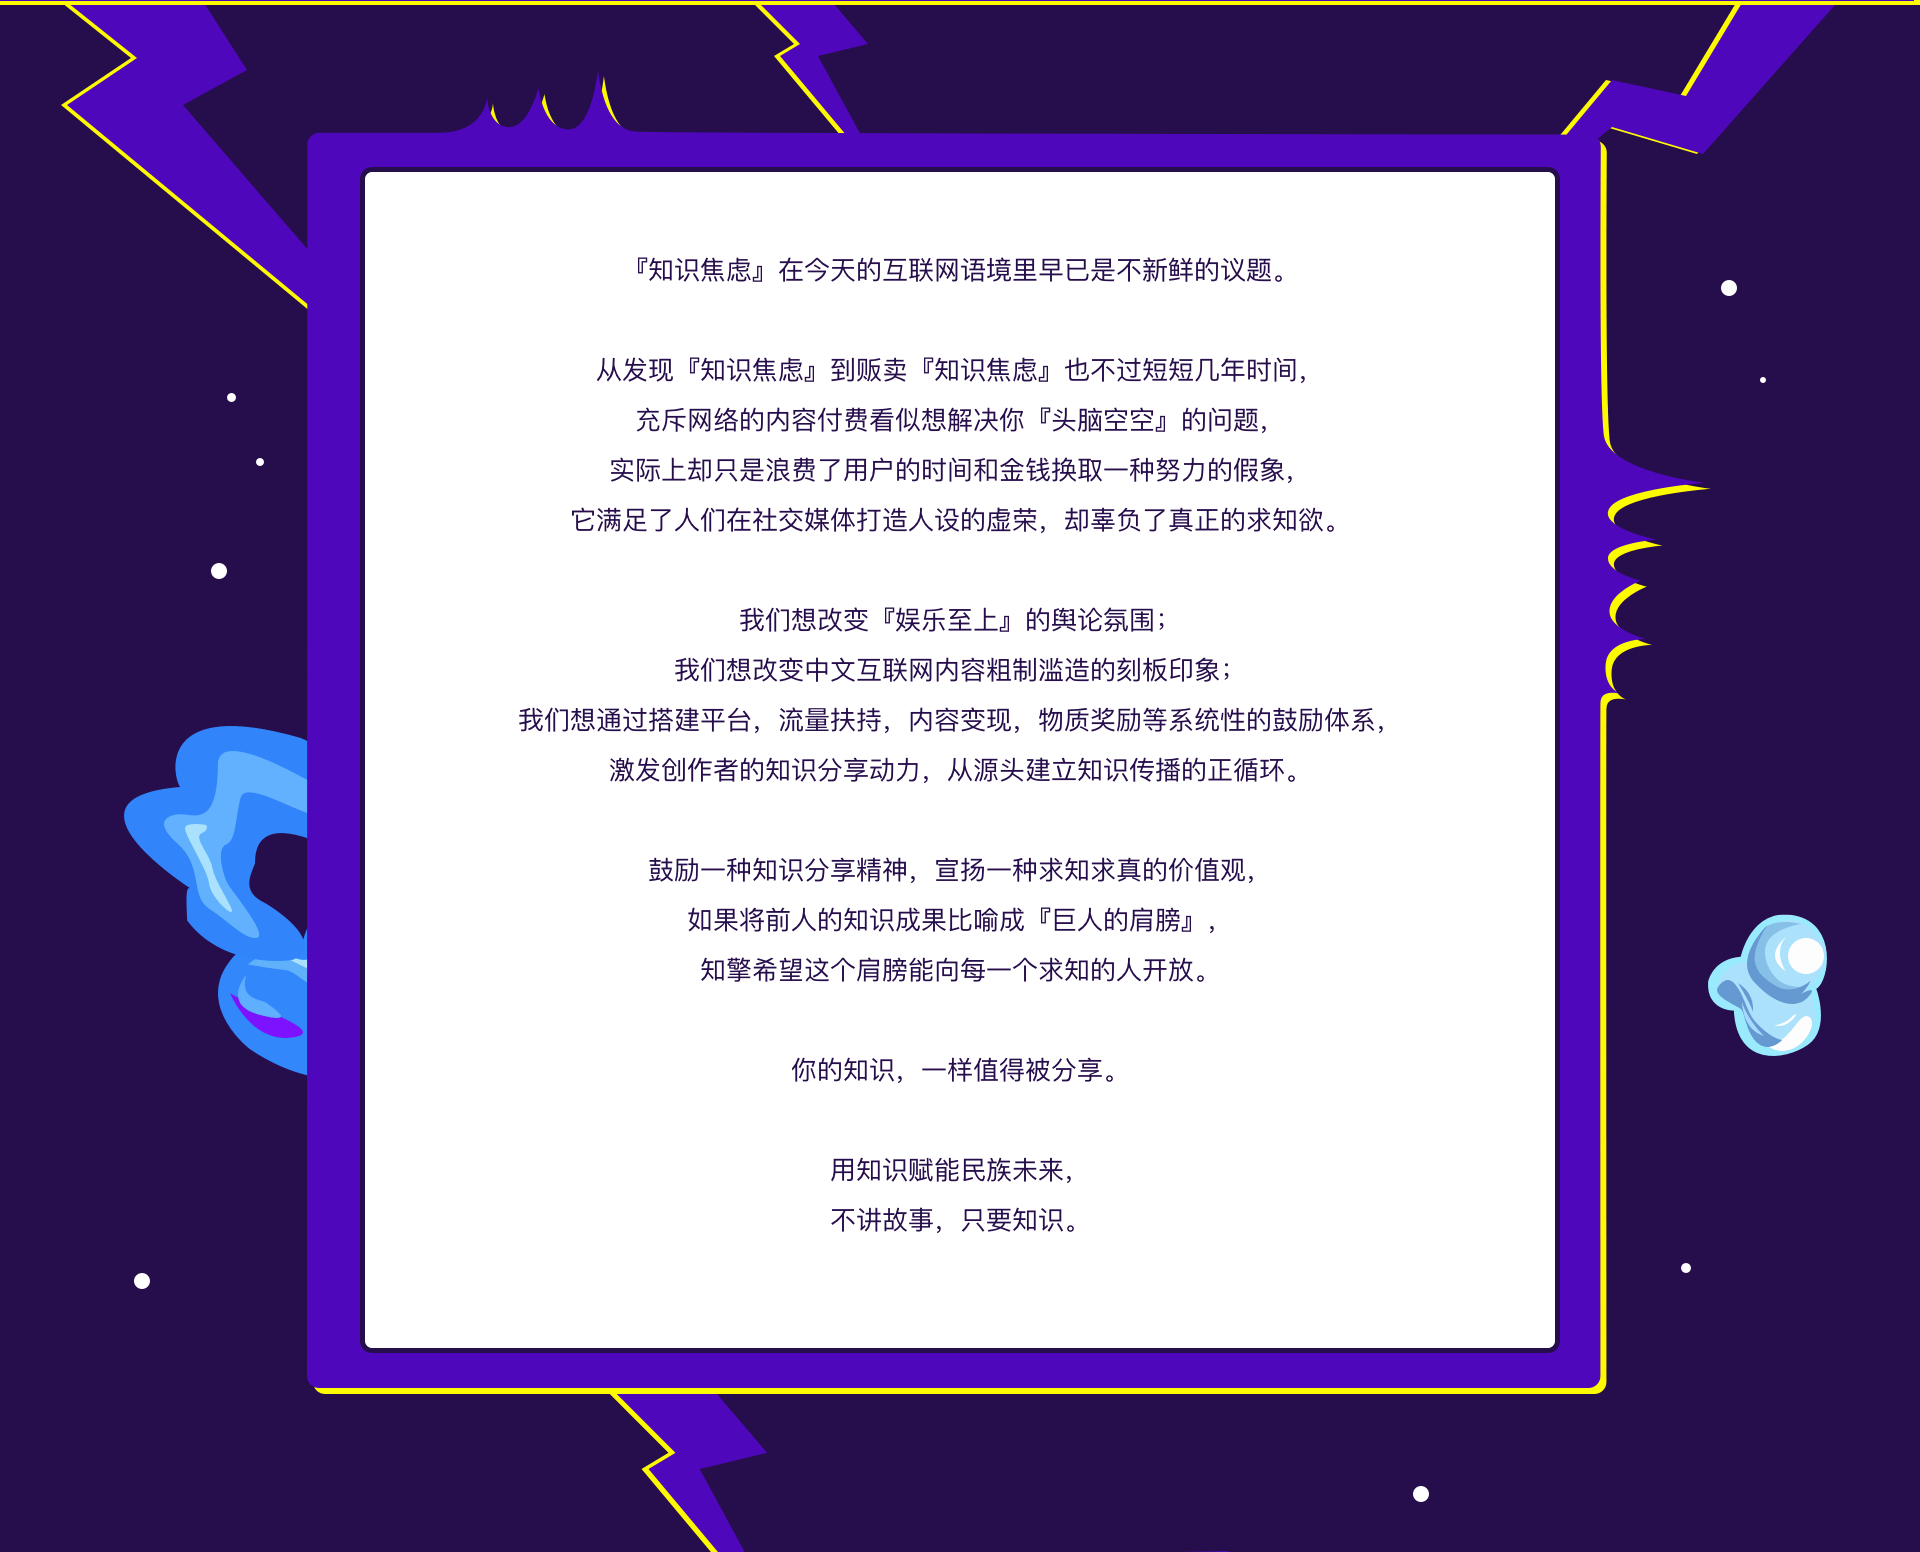 『知识焦虑』在今天的互联网语境里早已是不新鲜的议题。
从发现『知识焦虑』到贩卖『知识焦虑』也不过短短几年时间，
充斥网络的内容付费看似想解决你『头脑空空』的问题，
实际上却只是浪费了用户的时间和金钱换取一种努力的假象，
它满足了人们在社交媒体打造人设的虚荣，却辜负了真正的求知欲。
我们想改变『娱乐至上』的舆论氛围；
我们想改变中文互联网内容粗制滥造的刻板印象；
我们想通过搭建平台，流量扶持，内容变现，物质奖励等系统性的鼓励体系，
激发创作者的知识分享动力，从源头建立知识传播的正循环。
鼓励一种知识分享精神，宣扬一种求知求真的价值观，
如果将前人的知识成果比喻成『巨人的肩膀』，
知擎希望这个肩膀能向每一个求知的人开放。
你的知识，一样值得被分享。
用知识赋能民族未来，
不讲故事，只要知识。